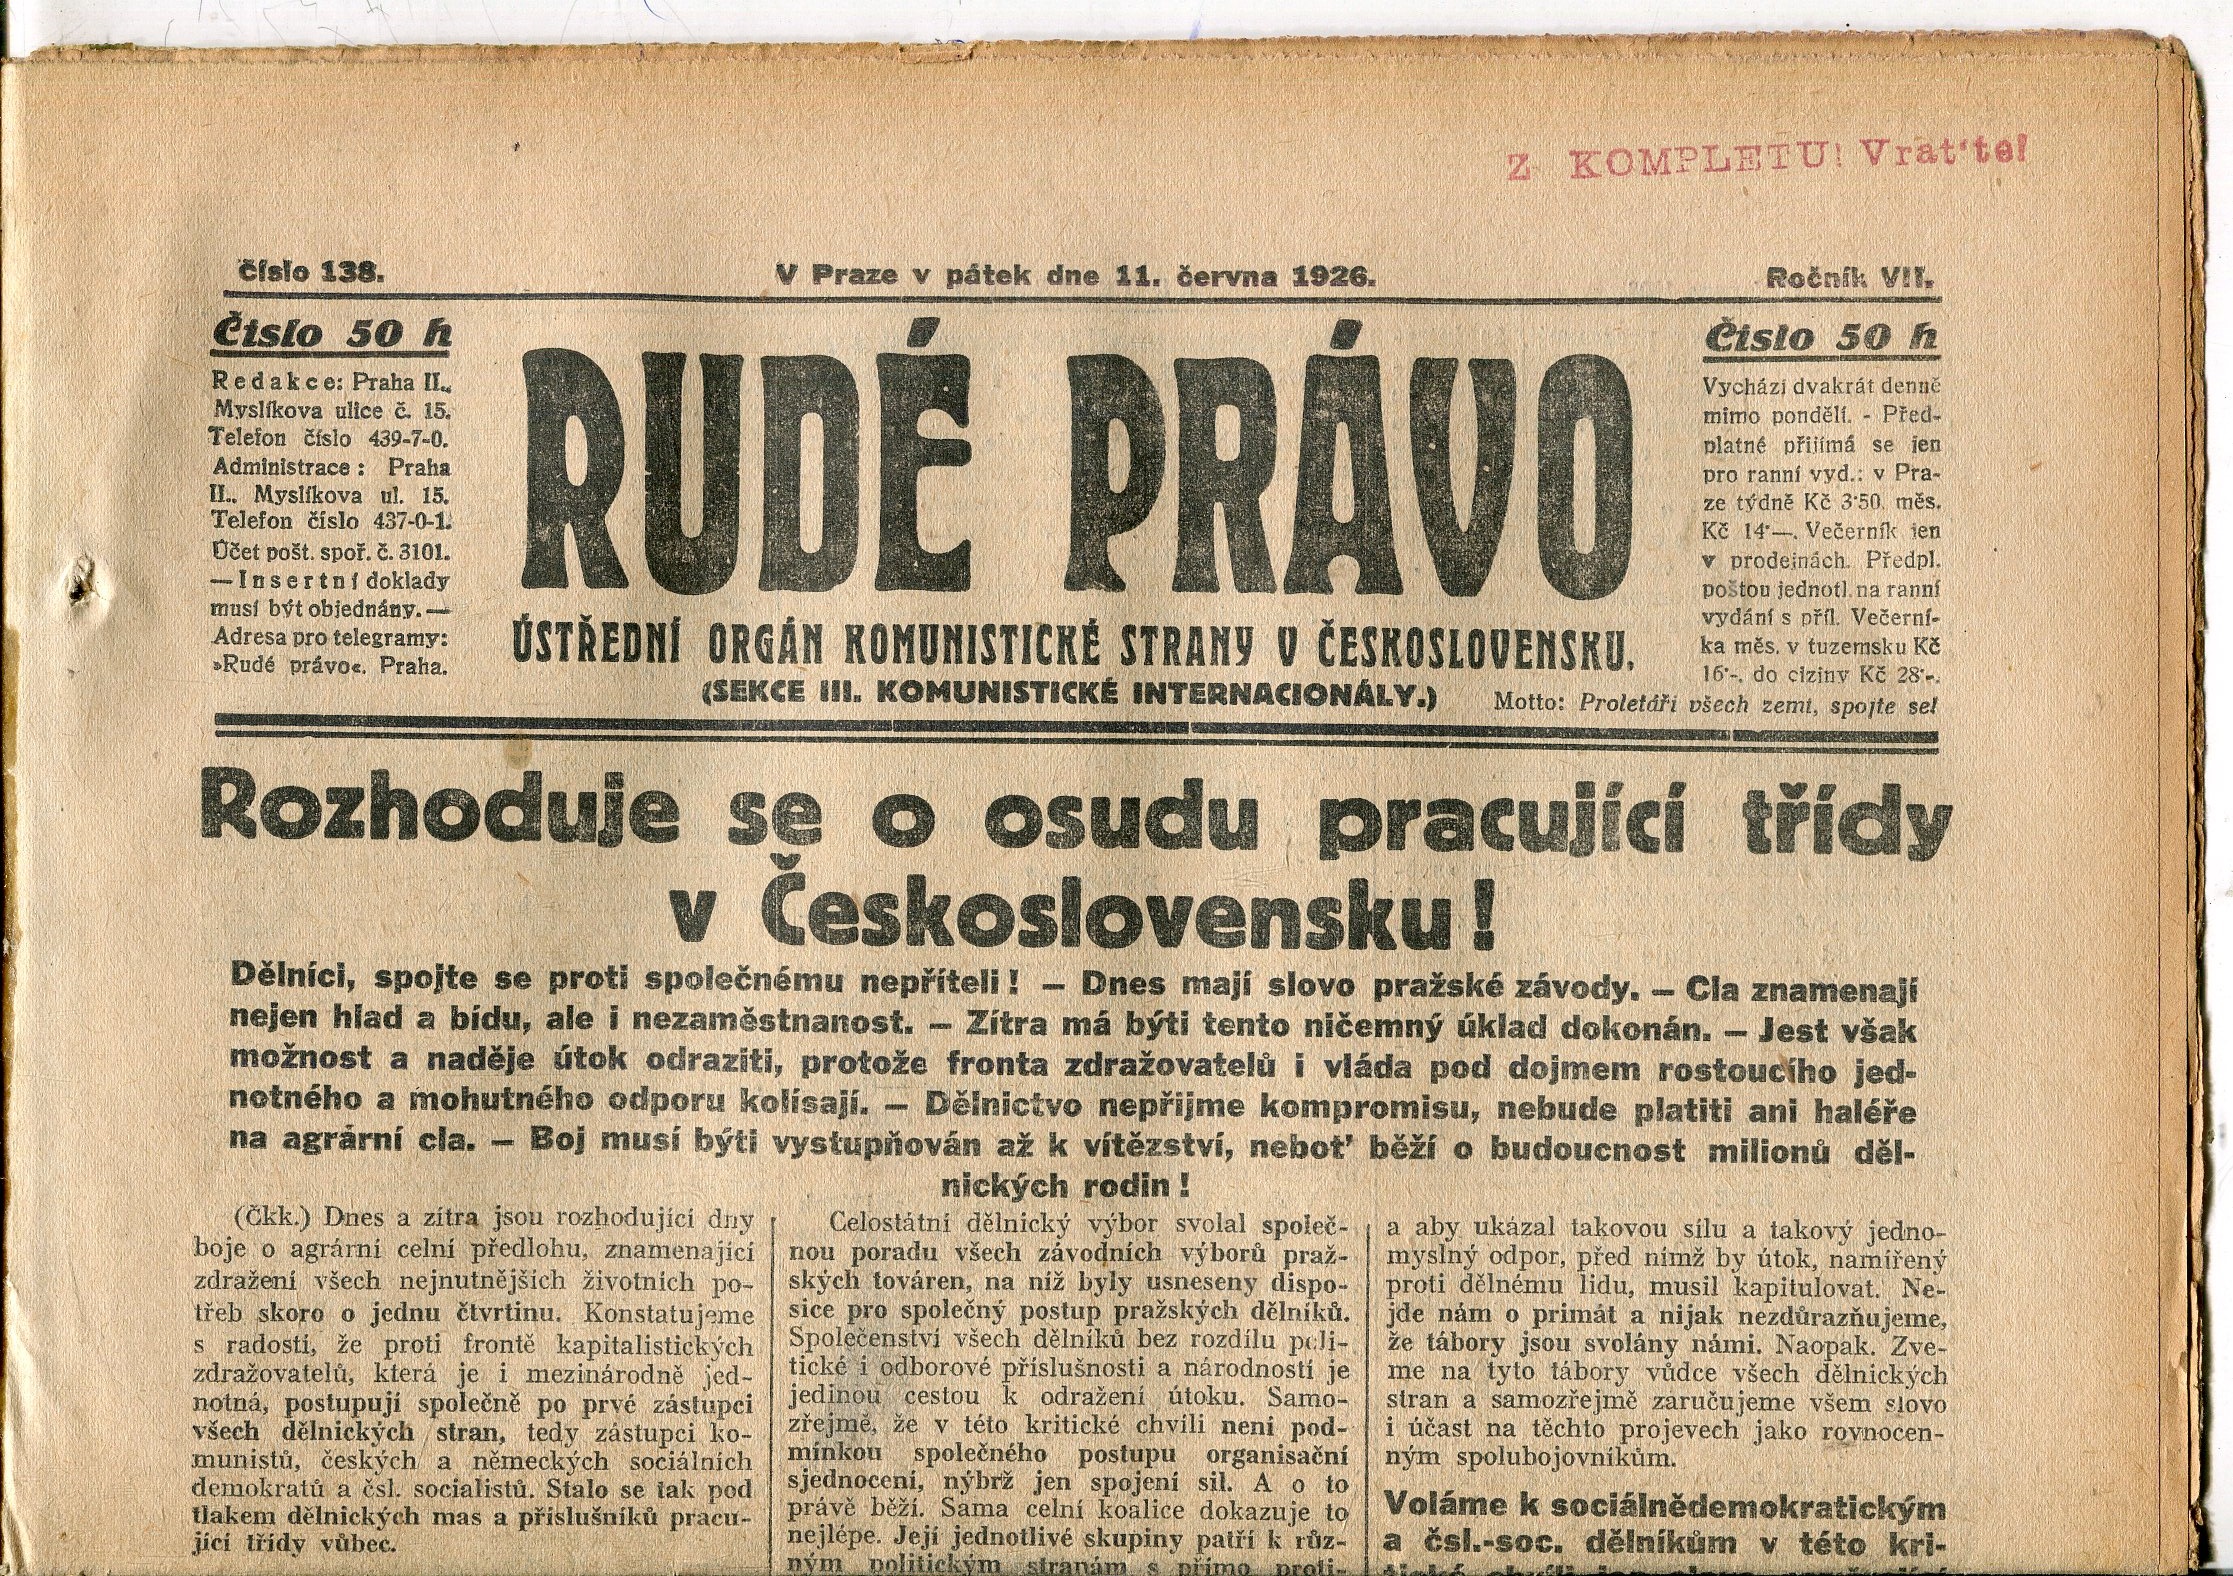 Z KOMPLETU! Vrat'te!
Číslo 138.
V Praze v pátek dne 11. června 1926.
Ročník VII.
Číslo 50 h
Redakce: Praha II.,
Myslíkova ulice č. 15.
Telefon číslo 439-7-0.
Administrace: Praha
II., Myslíkova ul. 15.
Telefon číslo 437-0-1.
Účet pošt. spoř. č. 3101.
— Insertní doklady
musí být objednány. —
Adresa pro telegramy:
»Rudé právo«. Praha.
RUDÉ PRÁVO
ÚSTŘEDNÍ ORGÁN KOMUNISTICKÉ STRANY V ČESKOSLOVENSKU.
(SEKCE III. KOMUNISTICKÉ INTERNACIONÁLY.)
Číslo 50 h
Vychází dvakrát denně
mimo pondělí. - Před-
platné přijímá se jen
pro ranní vyd.: v Pra-
ze týdně Kč 3·50, měs.
Kč 14·—. Večerník jen
v prodejnách. Předpl.
poštou jednotl. na ranní
vydání s příl. Večerní-
ka měs. v tuzemsku Kč
16·-, do ciziny Kč 28·-.
Motto: Proletáři všech zemí, spojte se!
Rozhoduje se o osudu pracující třídy
v Československu!
Dělníci, spojte se proti společnému nepříteli! — Dnes mají slovo pražské závody. — Cla znamenají
nejen hlad a bídu, ale i nezaměstnanost. — Zítra má býti tento ničemný úklad dokonán. — Jest však
možnost a naděje útok odraziti, protože fronta zdražovatelů i vláda pod dojmem rostoucího jed-
notného a mohutného odporu kolísají. — Dělnictvo nepřijme kompromisu, nebude platiti ani haléře
na agrární cla. — Boj musí býti vystupňován až k vítězství, neboť běží o budoucnost milionů děl-
nických rodin!
(Čkk.) Dnes a zítra jsou rozhodující dny
boje o agrární celní předlohu, znamenající
zdražení všech nejnutnějších životních po-
třeb skoro o jednu čtvrtinu. Konstatujeme
s radostí, že proti frontě kapitalistických
zdražovatelů, která je i mezinárodně jed-
notná, postupují společně po prvé zástupci
všech dělnických stran, tedy zástupci ko-
munistů, českých a německých sociálních
demokratů a čsl. socialistů. Stalo se tak pod
tlakem dělnických mas a příslušníků pracu-
jící třídy vůbec.
Celostátní dělnický výbor svolal společ-
nou poradu všech závodních výborů praž-
ských továren, na níž byly usneseny dispo-
sice pro společný postup pražských dělníků.
Společenství všech dělníků bez rozdílu poli-
tické i odborové příslušnosti a národnosti je
jedinou cestou k odražení útoku. Samo-
zřejmě, že v této kritické chvíli není pod-
mínkou společného postupu organisační
sjednocení, nýbrž jen spojení sil. A o to
právě běží. Sama celní koalice dokazuje to
nejlépe. Její jednotlivé skupiny patří k růz-
ným politickým stranám s přímo proti-
a aby ukázal takovou sílu a takový jedno-
myslný odpor, před nímž by útok, namířený
proti dělnému lidu, musil kapitulovat. Ne-
jde nám o primát a nijak nezdůrazňujeme,
že tábory jsou svolány námi. Naopak. Zve-
me na tyto tábory vůdce všech dělnických
stran a samozřejmě zaručujeme všem slovo
i účast na těchto projevech jako rovnocen-
ným spolubojovníkům.
Voláme k sociálnědemokratickým
a čsl.-soc. dělníkům v této kri-